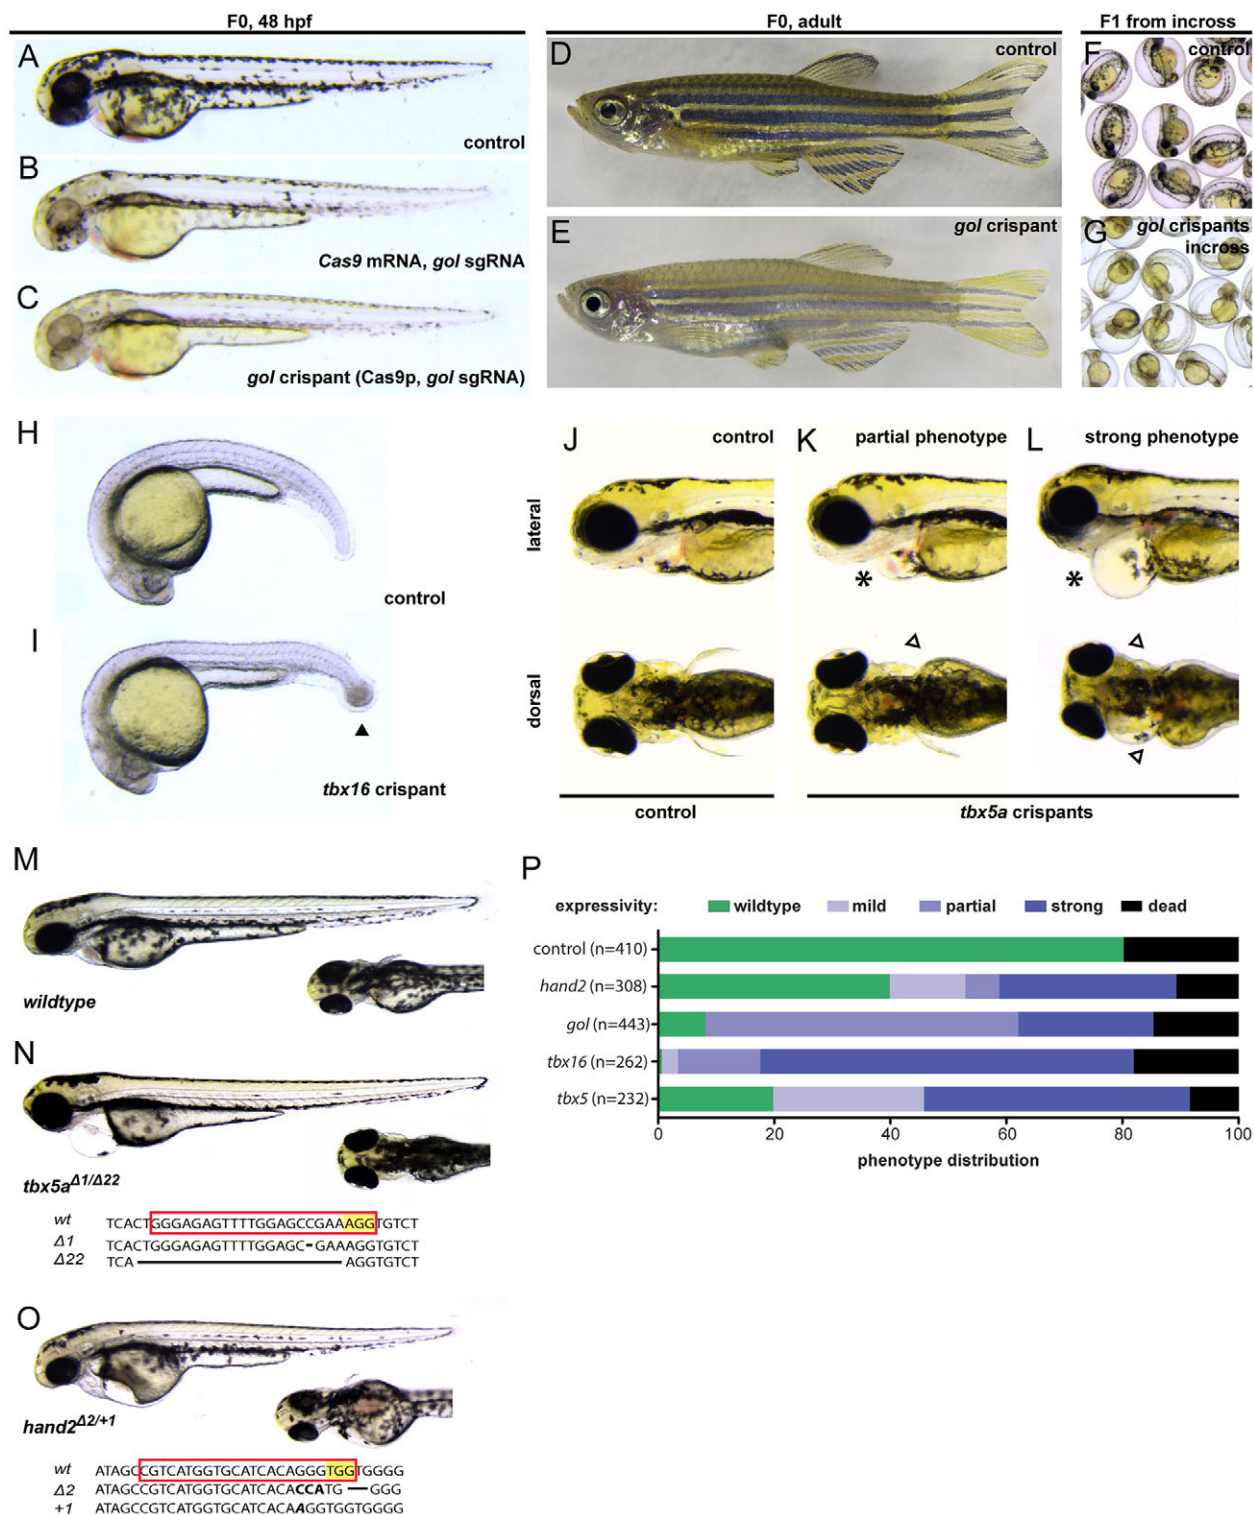 F0, 48 hpf
F0, adult
F1 from incross
A
control
B
Cas9 mRNA, gol sgRNA
C
gol crispant (Cas9p, gol sgRNA)
D
control
E
gol crispant
F
control
G
gol crispants
incross
H
control
I
tbx16 crispant
J
control
K
partial phenotype
L
strong phenotype
lateral
*
*
dorsal
control
tbx5a crispants
M
wildtype
N
tbx5aΔ1/Δ22
wt TCACTGGGAGAGTTTTGGAGCCGAAAGGTGTCT
Δ1 TCACTGGGAGAGTTTTGGAGC-GAAAGGTGTCT
Δ22 TCA — AGGTGTCT
O
hand2Δ2/+1
wt ATAGCCGTCATGGTGCATCACAGGGTGGTGGGG
Δ2 ATAGCCGTCATGGTGCATCACACCATG — GGG
+1 ATAGCCGTCATGGTGCATCACAAGGTGGTGGGG
P
expressivity: wildtype mild partial strong dead
control (n=410)
hand2 (n=308)
gol (n=443)
tbx16 (n=262)
tbx5 (n=232)
0 20 40 60 80 100
phenotype distribution